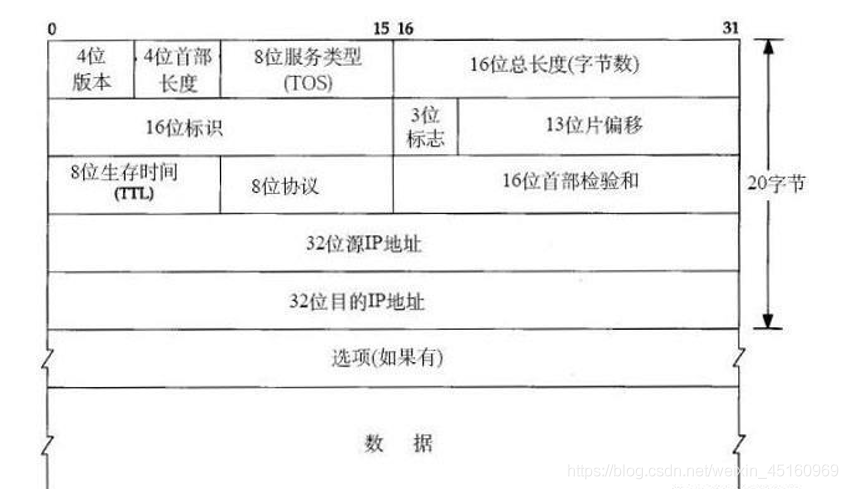 0 15 16 31
4位 4位首部 8位服务类型 16位总长度(字节数)
版本 长度 (TOS)
16位标识 3位 13位片偏移
标志
8位生存时间 8位协议 16位首部检验和 20字节
(TTL)
32位源IP地址
32位目的IP地址
选项(如果有)
数 据
https://blog.csdn.net/weixin_45160969